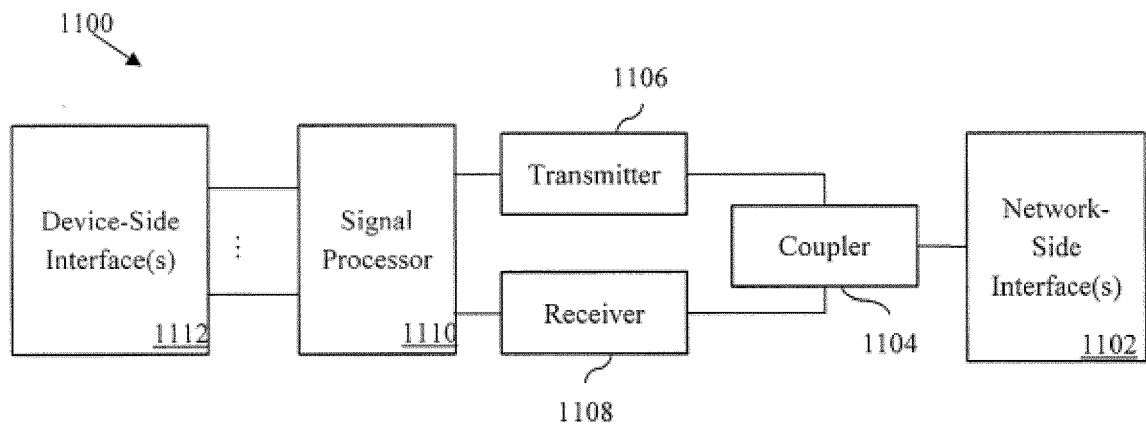 1100
1106
Device-Side
Interface(s)
1112
⋮
Signal
Processor
1110
Transmitter
Receiver
1108
Coupler
1104
Network-
Side
Interface(s)
1102